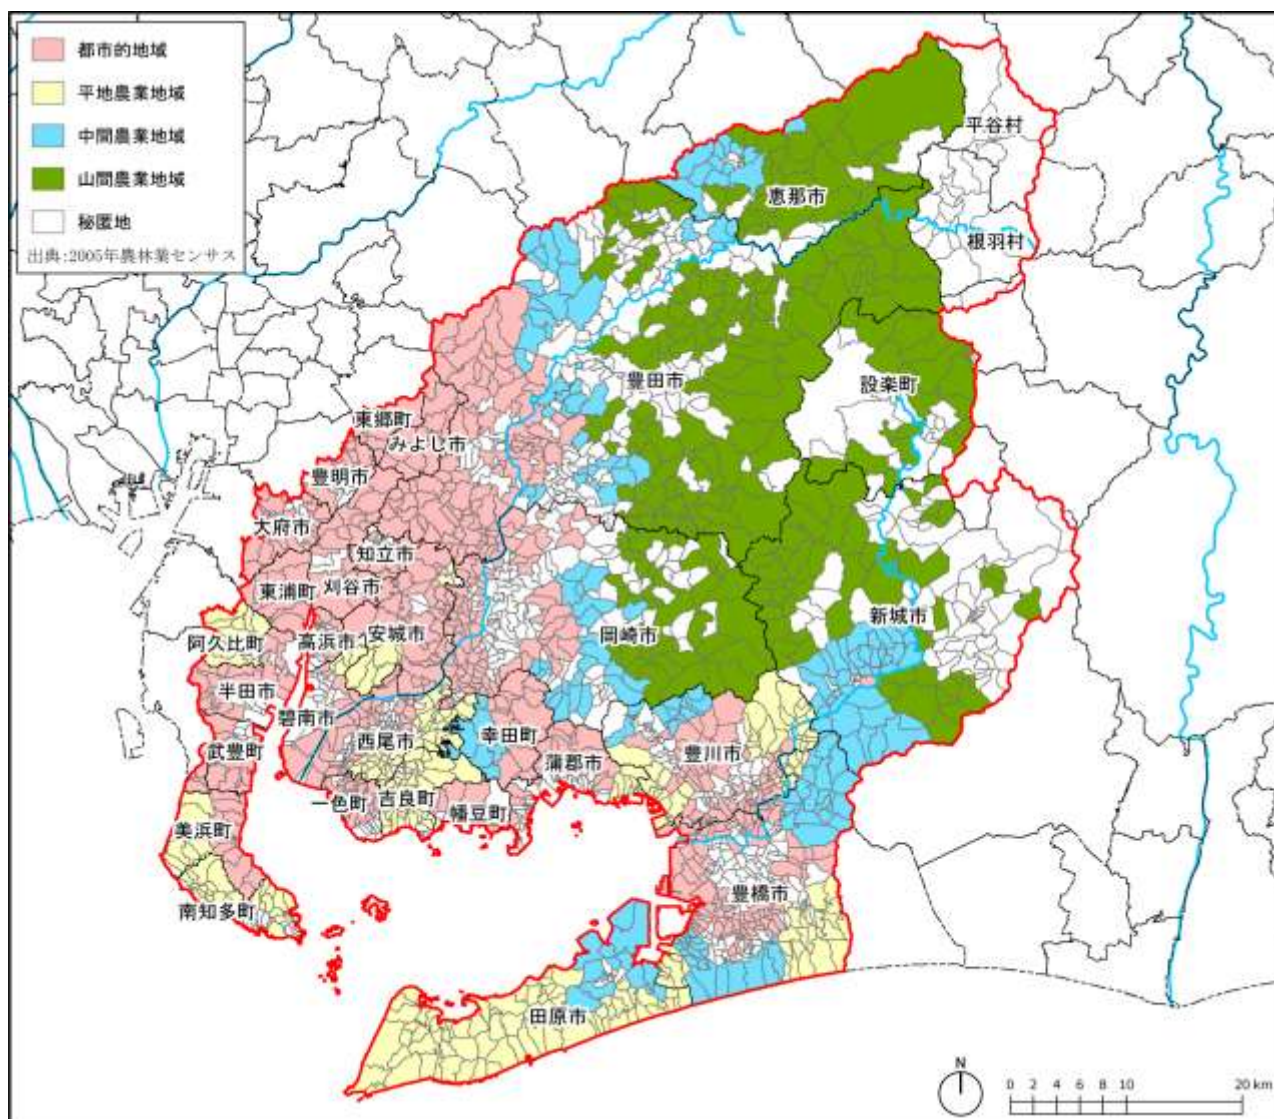 都市的地域
平地農業地域
中間農業地域
山間農業地域
秘匿地
出典:2005年農林業センサス
平谷村
恵那市
根羽村
豊田市
設楽町
東郷町
みよし市
豊明市
大府市
知立市
東浦町
刈谷市
新城市
阿久比町
高浜市
安城市
岡崎市
半田市
碧南市
西尾市
幸田町
豊川市
武豊町
蒲郡市
一色町
吉良町
幡豆町
美浜町
豊橋市
南知多町
田原市
N
0 2 4 6 8 10 20 km